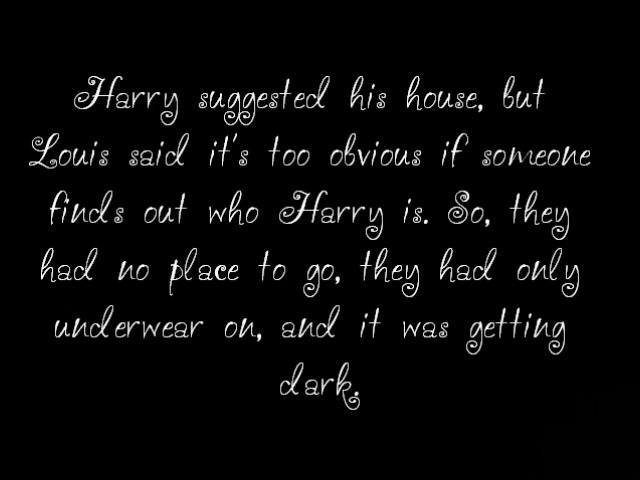 Harry suggested his house, but
Louis said it's too obvious if someone
finds out who Harry is. So, they
had no place to go, they had only
underwear on, and it was getting
dark.